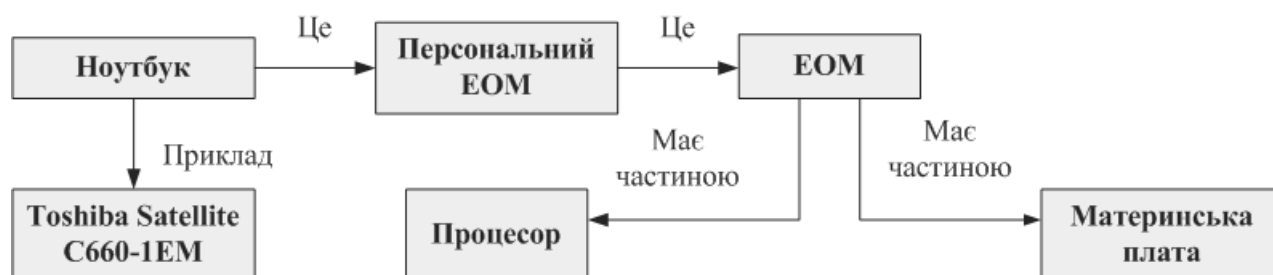 Це
Це
Ноутбук
Персональний
ЕОМ
ЕОМ
Приклад
Має
частиною
Має
частиною
Toshiba Satellite
C660-1EM
Процесор
Материнська
плата